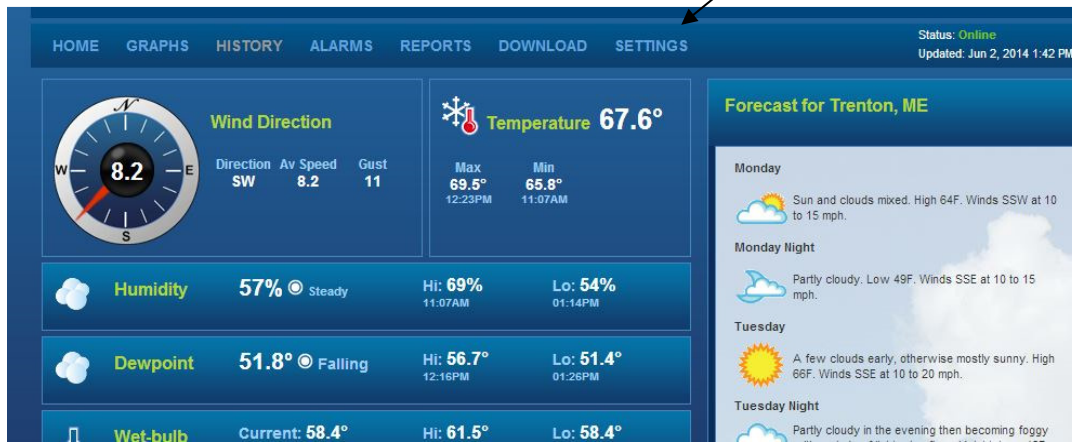 HOME GRAPHS HISTORY ALARMS REPORTS DOWNLOAD SETTINGS
Status: Online
Updated: Jun 2, 2014 1:42 PM
N
W
E
S
8.2
Wind Direction
Direction Av Speed Gust
SW 8.2 11
Temperature 67.6°
Max Min
69.5° 65.8°
12:23PM 11:07AM
Humidity 57% Steady Hi: 69% Lo: 54%
11:07AM 01:14PM
Dewpoint 51.8° Falling Hi: 56.7° Lo: 51.4°
12:16PM 01:26PM
Wet-bulb Current: 58.4° Hi: 61.5° Lo: 58.4°
Forecast for Trenton, ME
Monday
Sun and clouds mixed. High 64F. Winds SSW at 10
to 15 mph.
Monday Night
Partly cloudy. Low 49F. Winds SSE at 10 to 15
mph.
Tuesday
A few clouds early, otherwise mostly sunny. High
66F. Winds SSE at 10 to 20 mph.
Tuesday Night
Partly cloudy in the evening then becoming foggy